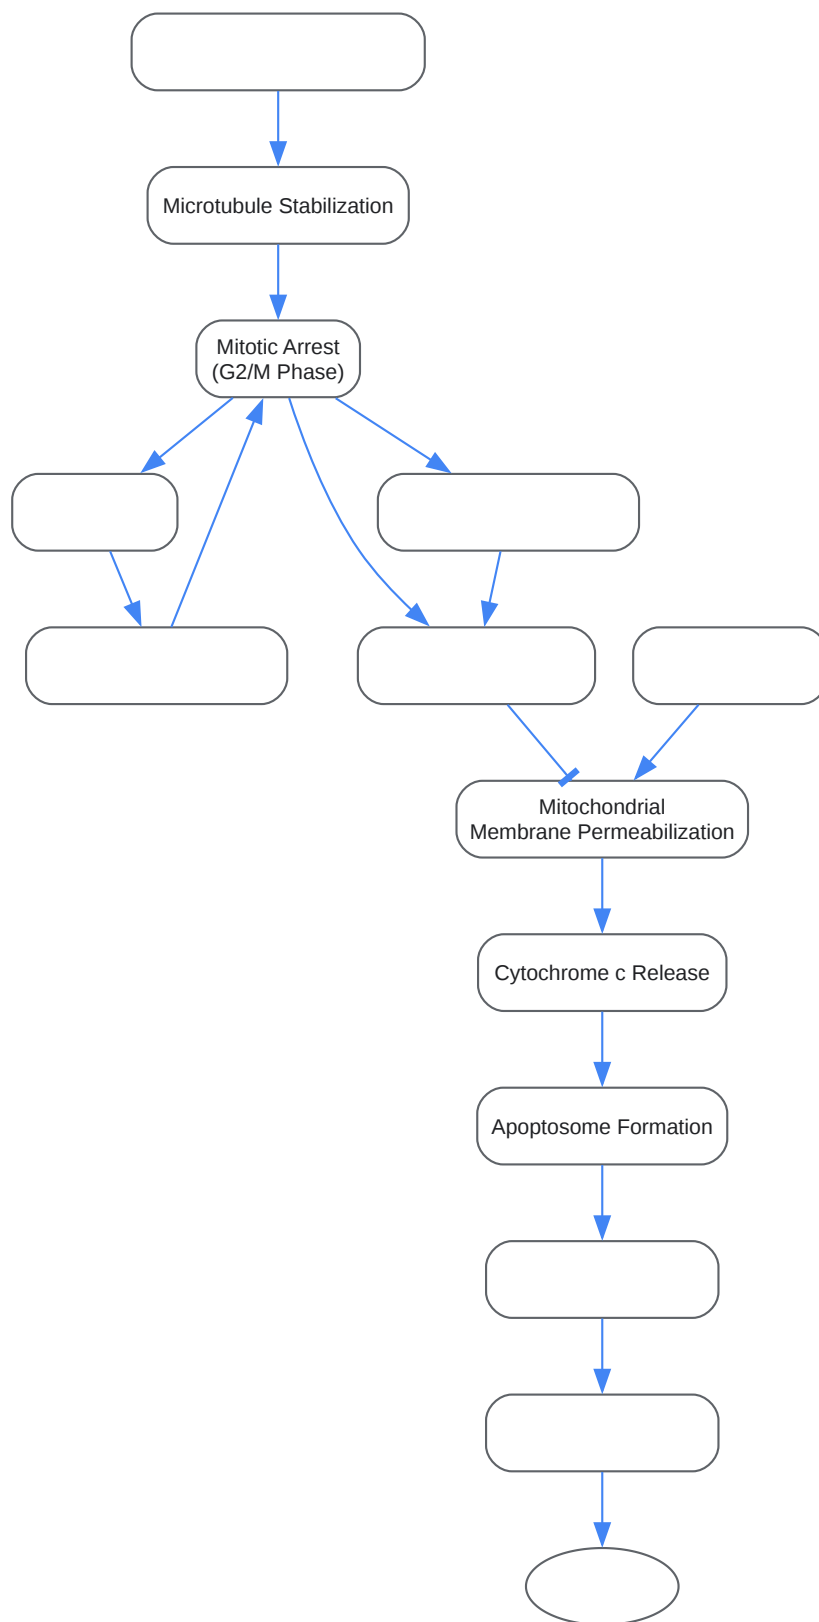 Microtubule Stabilization
Mitotic Arrest
(G2/M Phase)
Mitochondrial
Membrane Permeabilization
Cytochrome c Release
Apoptosome Formation